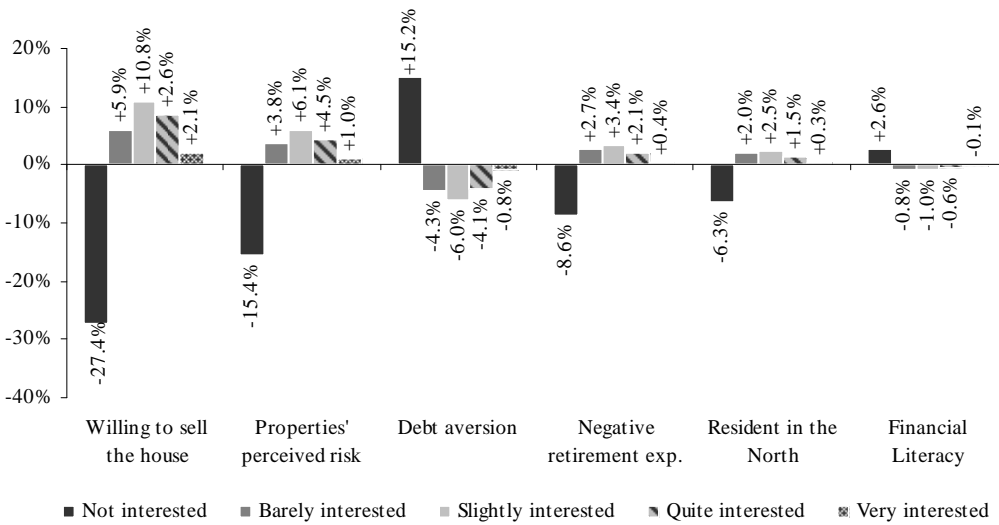 20%
10%
0%
-10%
-20%
-30%
-40%
-27.4%
+5.9%
+10.8%
+2.6%
+2.1%
-15.4%
+3.8%
+6.1%
+4.5%
+1.0%
+15.2%
-4.3%
-6.0%
-4.1%
-0.8%
-8.6%
+2.7%
+3.4%
+2.1%
+0.4%
-6.3%
+2.0%
+2.5%
+1.5%
+0.3%
+2.6%
-0.8%
-1.0%
-0.6%
-0.1%
Willing to sell
the house
Properties'
perceived risk
Debt aversion
Negative
retirement exp.
Resident in the
North
Financial
Literacy
Not interested
Barely interested
Slightly interested
Quite interested
Very interested